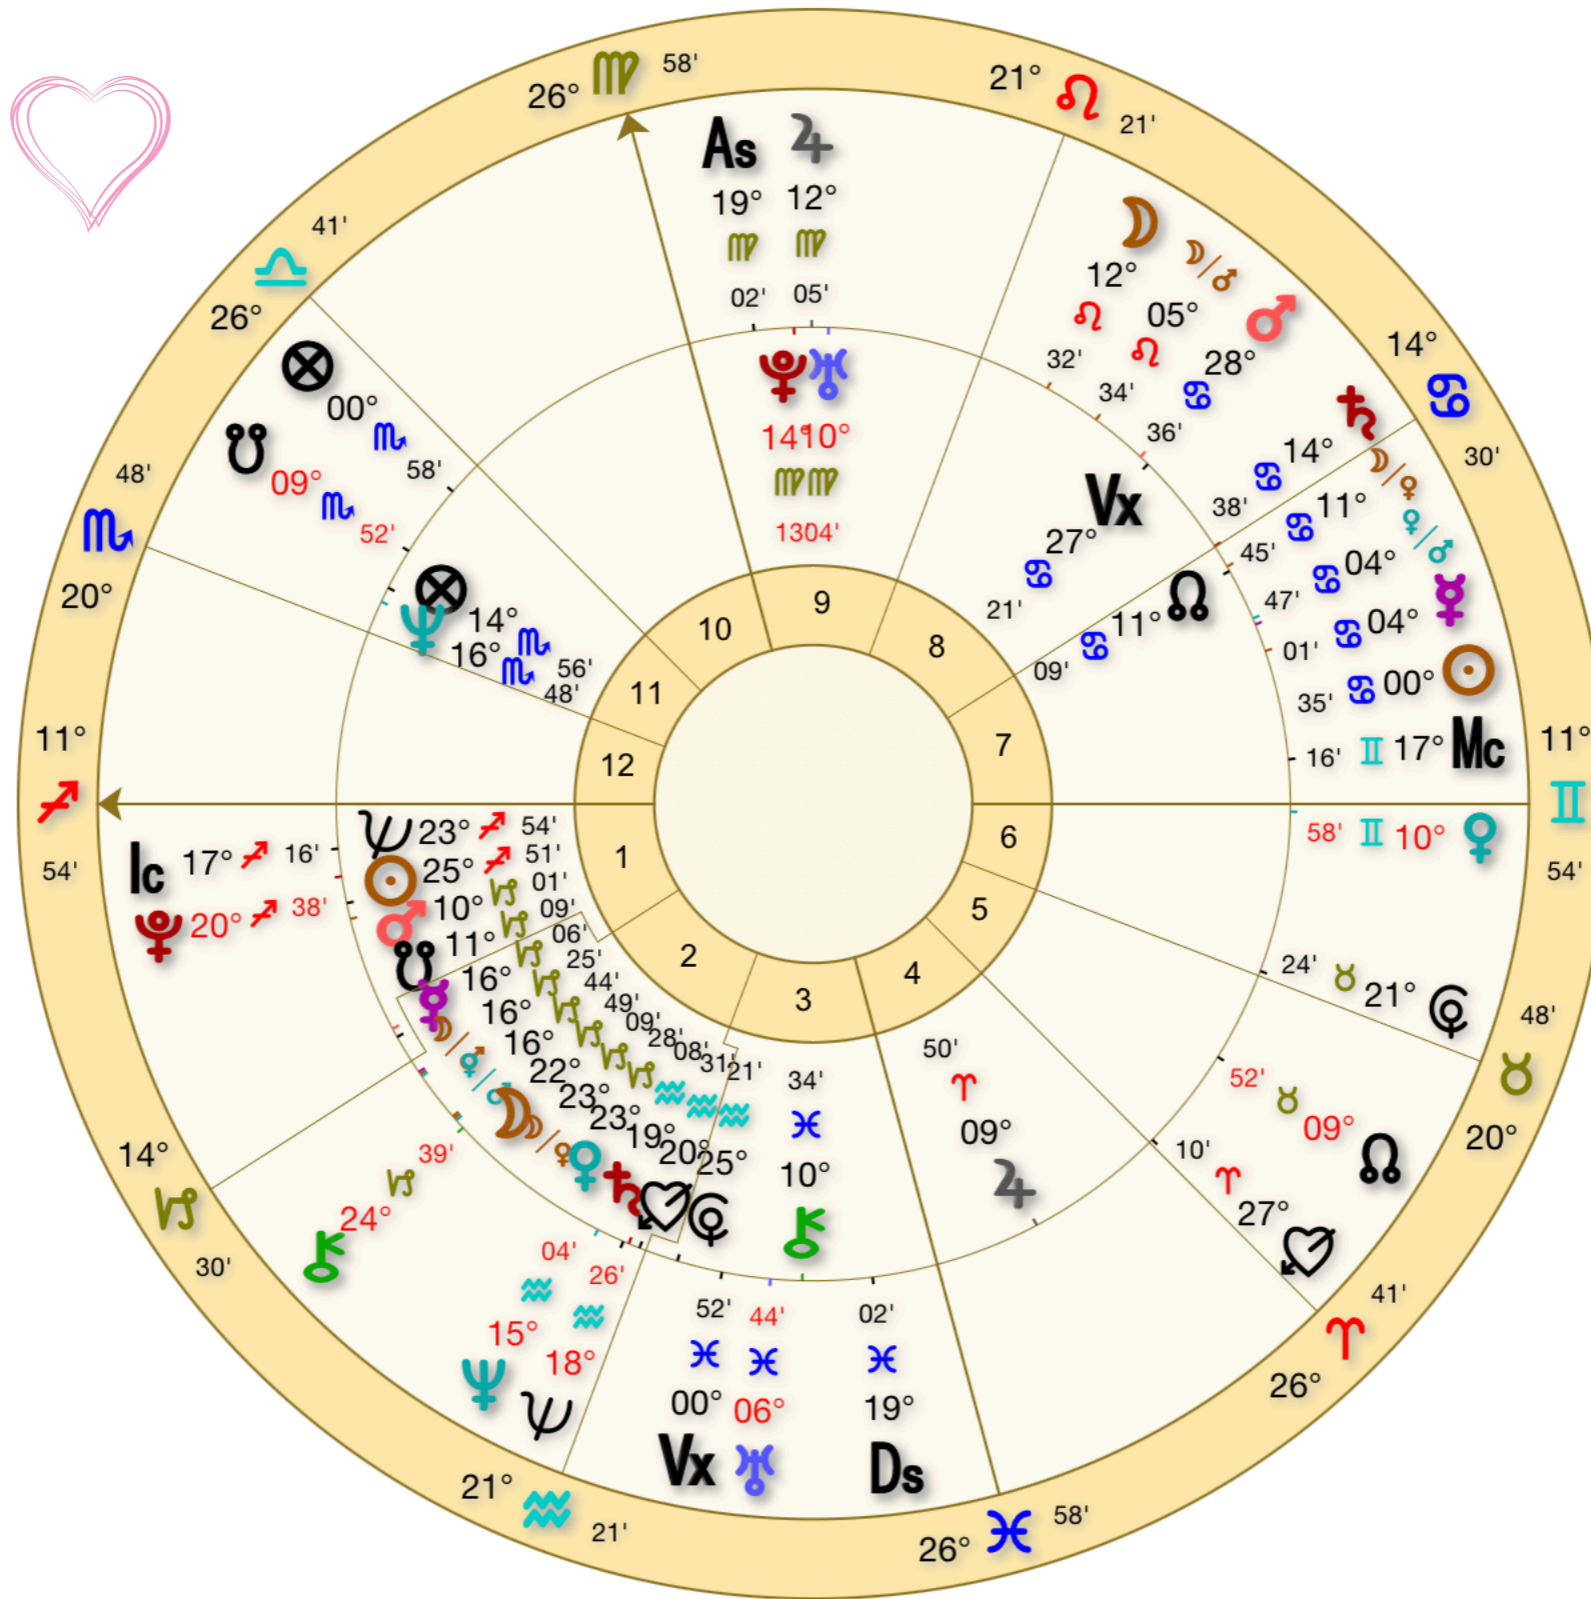 26° ♍ 58'
21° ♌ 21'
14° ♋ 30'
11° ♊ 54'
20° ♉ 48'
26° ♈ 41'
26° ♓ 58'
21° ♒ 21'
14° ♑ 30'
11° ♐ 54'
20° ♏ 48'
26° ♎ 41'
As 19° ♍ 02'
♃ 12° ♍ 05'
☽ 12° ♌ 32'
☽/♂ 05° ♌ 34'
♂ 28° ♋ 36'
♄ 14° ♋ 38'
☽/♀ 11° ♋ 45'
♀/♂ 04° ♋ 47'
☿ 04° ♋ 01'
☉ 00° ♋ 35'
Mc 17° ♊ 16'
♀ 10° ♊ 58'
21° ♉ 24'
☊ 09° ♉ 52'
27° ♈ 10'
Ds 19° ♓ 02'
♅ 06° ♓ 44'
Vx 00° ♓ 52'
♆ 15° ♒ 04'
18° ♒ 26'
⚷ 24° ♑ 39'
♇ 20° ♐ 38'
Ic 17° ♐ 16'
☋ 09° ♏ 52'
⊗ 00° ♏ 58'
♇ 14° ♍ 13'
♅ 10° ♍ 04'
Vx 27° ♋ 21'
☊ 11° ♋ 09'
♃ 09° ♈ 50'
⚷ 10° ♓ 34'
25° ♒ 21'
20° ♒ 31'
♄ 19° ♒ 08'
♀ 23° ♑ 28'
☽/♀ 23° ♑ 09'
☽ 22° ♑ 49'
♀/♂ 16° ♑ 44'
☽/♂ 16° ♑ 25'
☿ 16° ♑ 06'
☋ 11° ♑ 09'
♂ 10° ♑ 01'
☉ 25° ♐ 51'
23° ♐ 54'
⊗ 14° ♏ 56'
♆ 16° ♏ 48'
1
2
3
4
5
6
7
8
9
10
11
12